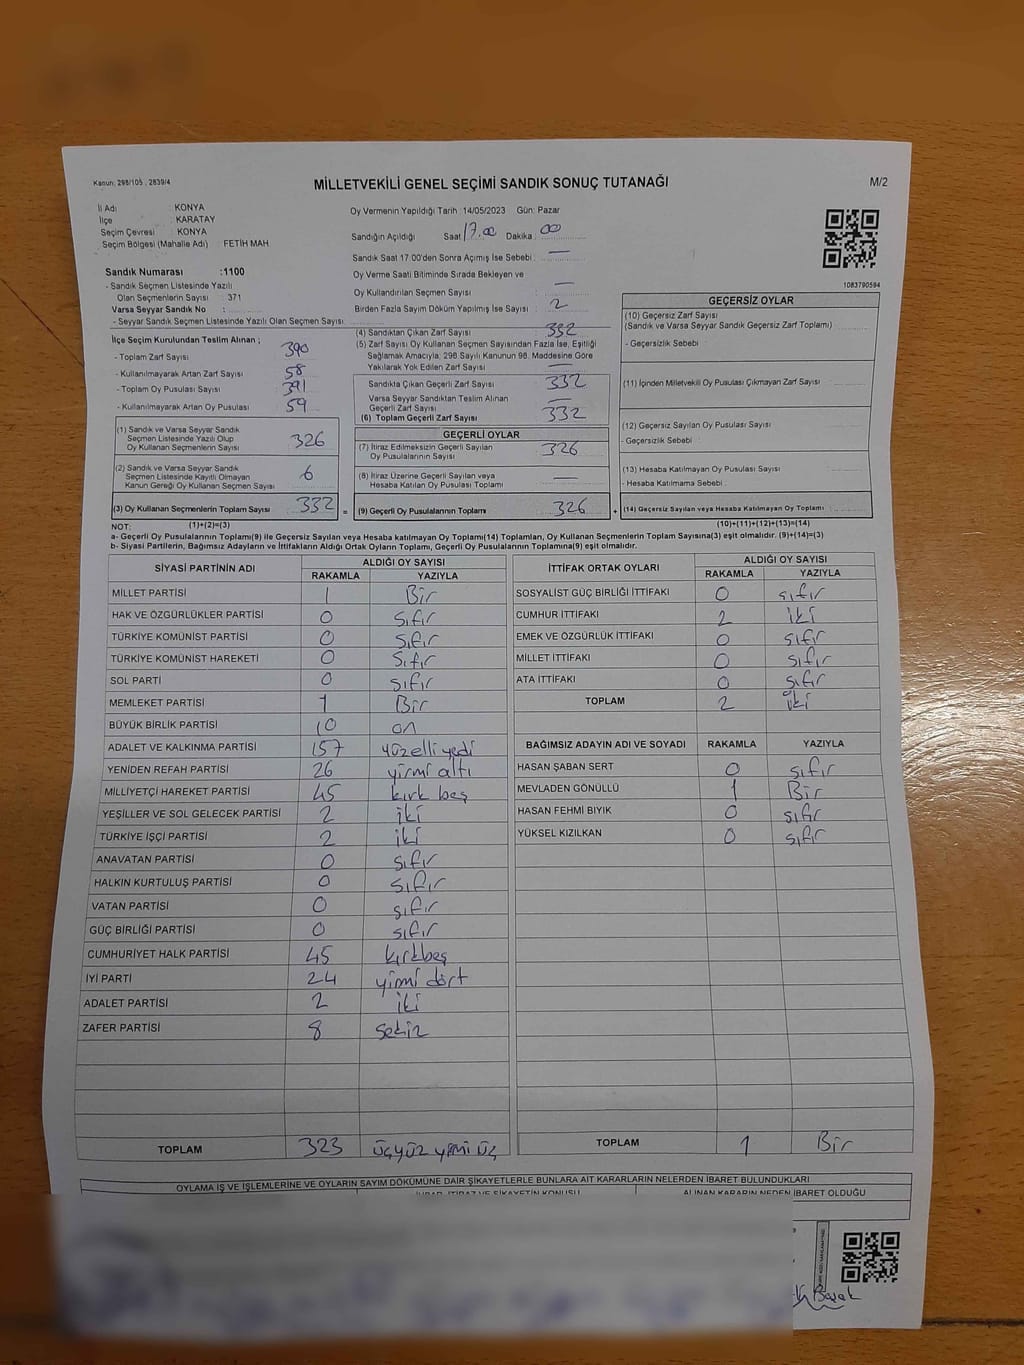 Kanun: 298/105 , 2839/4
MİLLETVEKİLİ GENEL SEÇİMİ SANDIK SONUÇ TUTANAĞI
M/2
İl Adı : KONYA
İlçe : KARATAY
Seçim Çevresi : KONYA
Seçim Bölgesi (Mahalle Adı) : FETİH MAH.
Sandık Numarası :1100
- Sandık Seçmen Listesinde Yazılı
Olan Seçmenlerin Sayısı : 371
Varsa Seyyar Sandık No :
- Seyyar Sandık Seçmen Listesinde Yazılı Olan Seçmen Sayısı :
Oy Vermenin Yapıldığı Tarih 14/05/2023 Gün: Pazar
Sandığın Açıldığı Saat 17.00 Dakika : 00
Sandık Saat 17.00'den Sonra Açımış İse Sebebi : —
Oy Verme Saati Bitiminde Sırada Bekleyen ve
Oy Kullandırılan Seçmen Sayısı : —
Birden Fazla Sayım Döküm Yapılmış İse Sayısı : 2
1083790594
İlçe Seçim Kurulundan Teslim Alınan ;
- Toplam Zarf Sayısı : 390
- Kullanılmayarak Artan Zarf Sayısı : 58
- Toplam Oy Pusulası Sayısı : 391
- Kullanılmayarak Artan Oy Pusulası : 59
(1) Sandık ve Varsa Seyyar Sandık
Seçmen Listesinde Yazılı Olup
Oy Kullanan Seçmenlerin Sayısı : 326
(2) Sandık ve Varsa Seyyar Sandık
Seçmen Listesinde Kayıtlı Olmayan
Kanun Gereği Oy Kullanan Seçmen Sayısı : 6
(3) Oy Kullanan Seçmenlerin Toplam Sayısı : 332 =
(4) Sandıktan Çıkan Zarf Sayısı : 332
(5) Zarf Sayısı Oy Kullanan Seçmen Sayısından Fazla İse, Eşitliği
Sağlamak Amacıyla, 298 Sayılı Kanunun 98. Maddesine Göre
Yakılarak Yok Edilen Zarf Sayısı : —
Sandıkta Çıkan Geçerli Zarf Sayısı : 332
Varsa Seyyar Sandıktan Teslim Alınan
Geçerli Zarf Sayısı : —
(6) Toplam Geçerli Zarf Sayısı : 332
GEÇERLİ OYLAR
(7) İtiraz Edilmeksizin Geçerli Sayılan
Oy Pusulalarının Sayısı : 326
(8) İtiraz Üzerine Geçerli Sayılan veya
Hesaba Katılan Oy Pusulası Toplamı : —
(9) Geçerli Oy Pusulalarının Toplamı : 326 +
GEÇERSİZ OYLAR
(10) Geçersiz Zarf Sayısı
(Sandık ve Varsa Seyyar Sandık Geçersiz Zarf Toplamı) :
- Geçersizlik Sebebi :
(11) İçinden Milletvekili Oy Pusulası Çıkmayan Zarf Sayısı :
(12) Geçersiz Sayılan Oy Pusulası Sayısı :
- Geçersizlik Sebebi :
(13) Hesaba Katılmayan Oy Pusulası Sayısı :
- Hesaba Katılmama Sebebi :
(14) Geçersiz Sayılan veya Hesaba Katılmayan Oy Toplamı :
NOT: (1)+(2)=(3) (10)+(11)+(12)+(13)=(14)
a- Geçerli Oy Pusulalarının Toplamı(9) ile Geçersiz Sayılan veya Hesaba katılmayan Oy Toplamı(14) Toplamları, Oy Kullanan Seçmenlerin Toplam Sayısına(3) eşit olmalıdır. (9)+(14)=(3)
b- Siyasi Partilerin, Bağımsız Adayların ve İttifakların Aldığı Ortak Oyların Toplamı, Geçerli Oy Pusulalarının Toplamına(9) eşit olmalıdır.
SİYASİ PARTİNİN ADI ALDIĞI OY SAYISI
RAKAMLA YAZIYLA
MİLLET PARTİSİ 1 Bir
HAK VE ÖZGÜRLÜKLER PARTİSİ 0 sıfır
TÜRKİYE KOMÜNİST PARTİSİ 0 sıfır
TÜRKİYE KOMÜNİST HAREKETİ 0 sıfır
SOL PARTİ 0 sıfır
MEMLEKET PARTİSİ 1 Bir
BÜYÜK BİRLİK PARTİSİ 10 on
ADALET VE KALKINMA PARTİSİ 157 yüzelli yedi
YENİDEN REFAH PARTİSİ 26 yirmi altı
MİLLİYETÇİ HAREKET PARTİSİ 45 kırk beş
YEŞİLLER VE SOL GELECEK PARTİSİ 2 iki
TÜRKİYE İŞÇİ PARTİSİ 2 iki
ANAVATAN PARTİSİ 0 sıfır
HALKIN KURTULUŞ PARTİSİ 0 sıfır
VATAN PARTİSİ 0 sıfır
GÜÇ BİRLİĞİ PARTİSİ 0 sıfır
CUMHURİYET HALK PARTİSİ 45 kırkbeş
İYİ PARTİ 24 yirmi dört
ADALET PARTİSİ 2 iki
ZAFER PARTİSİ 8 sekiz
TOPLAM 323 üçyüz yirmi üç
İTTİFAK ORTAK OYLARI ALDIĞI OY SAYISI
RAKAMLA YAZIYLA
SOSYALİST GÜÇ BİRLİĞİ İTTİFAKI 0 sıfır
CUMHUR İTTİFAKI 2 iki
EMEK VE ÖZGÜRLÜK İTTİFAKI 0 sıfır
MİLLET İTTİFAKI 0 sıfır
ATA İTTİFAKI 0 sıfır
TOPLAM 2 iki
BAĞIMSIZ ADAYIN ADI VE SOYADI RAKAMLA YAZIYLA
HASAN ŞABAN SERT 0 sıfır
MEVLADEN GÖNÜLLÜ 1 Bir
HASAN FEHMİ BIYIK 0 sıfır
YÜKSEL KIZILKAN 0 sıfır
TOPLAM 1 Bir
OYLAMA İŞ VE İŞLEMLERİNE VE OYLARIN SAYIM DÖKÜMÜNE DAİR ŞİKAYETLERLE BUNLARA AİT KARARLARIN NELERDEN İBARET BULUNDUKLARI
İTİRAZ VE ŞİKAYETİN KONUSU ALINAN KARARIN NEDEN İBARET OLDUĞU